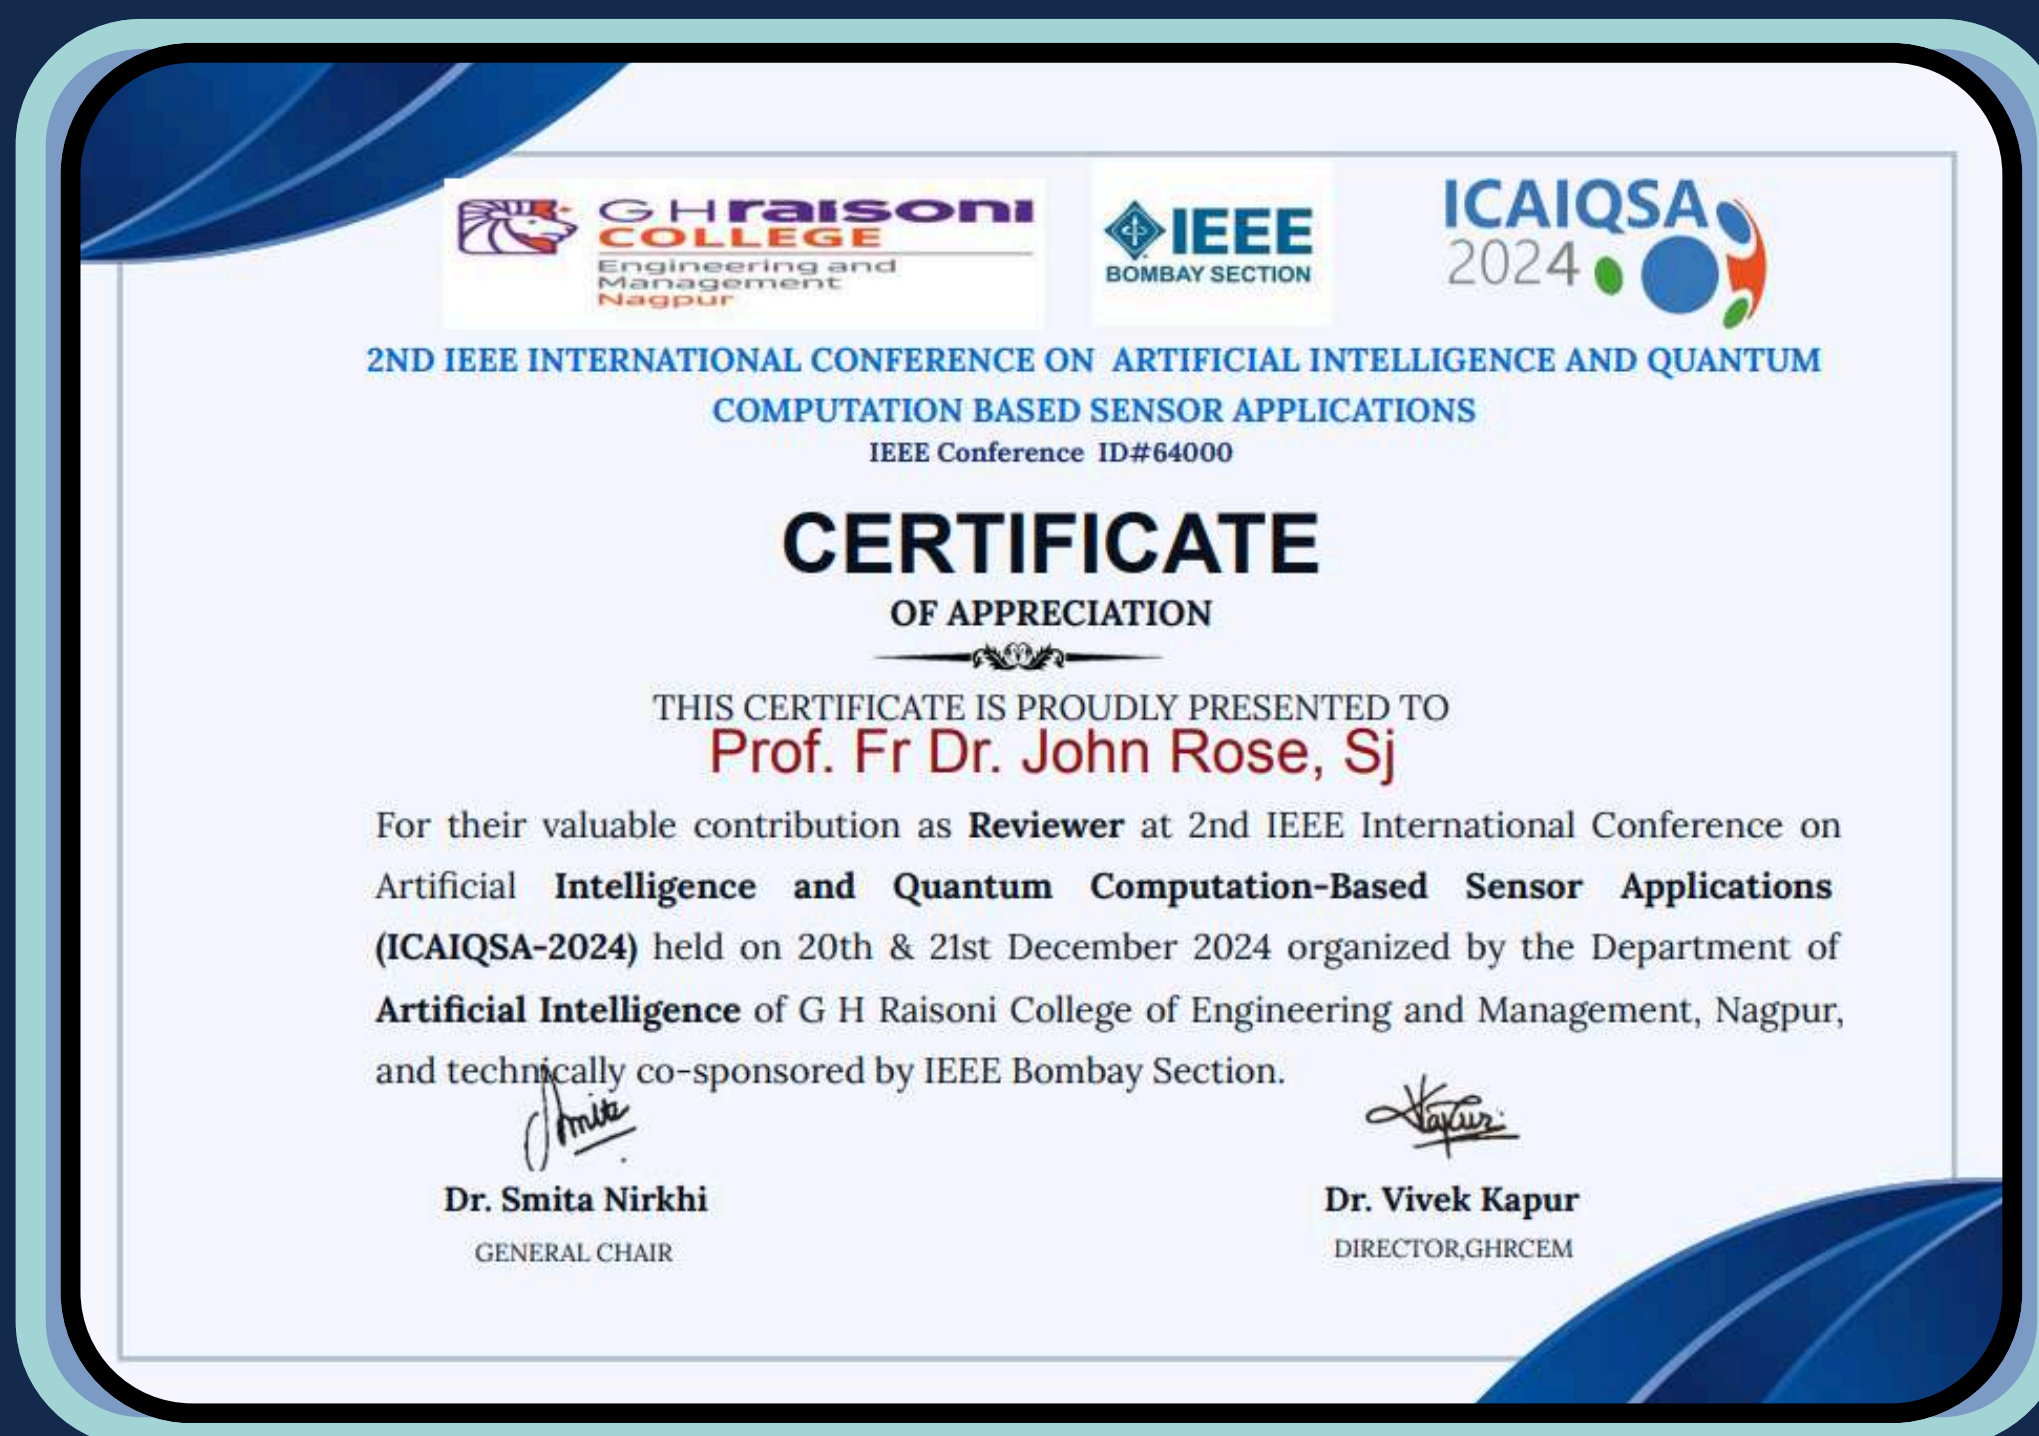 G H raisoni
COLLEGE
Engineering and
Management
Nagpur
IEEE
BOMBAY SECTION
ICAIQSA
2024
2ND IEEE INTERNATIONAL CONFERENCE ON ARTIFICIAL INTELLIGENCE AND QUANTUM
COMPUTATION BASED SENSOR APPLICATIONS
IEEE Conference ID#64000
CERTIFICATE
OF APPRECIATION
THIS CERTIFICATE IS PROUDLY PRESENTED TO
Prof. Fr Dr. John Rose, Sj
For their valuable contribution as Reviewer at 2nd IEEE International Conference on
Artificial Intelligence and Quantum Computation-Based Sensor Applications
(ICAIQSA-2024) held on 20th & 21st December 2024 organized by the Department of
Artificial Intelligence of G H Raisoni College of Engineering and Management, Nagpur,
and technically co-sponsored by IEEE Bombay Section.
Smita
Kapur
Dr. Smita Nirkhi
Dr. Vivek Kapur
GENERAL CHAIR
DIRECTOR,GHRCEM